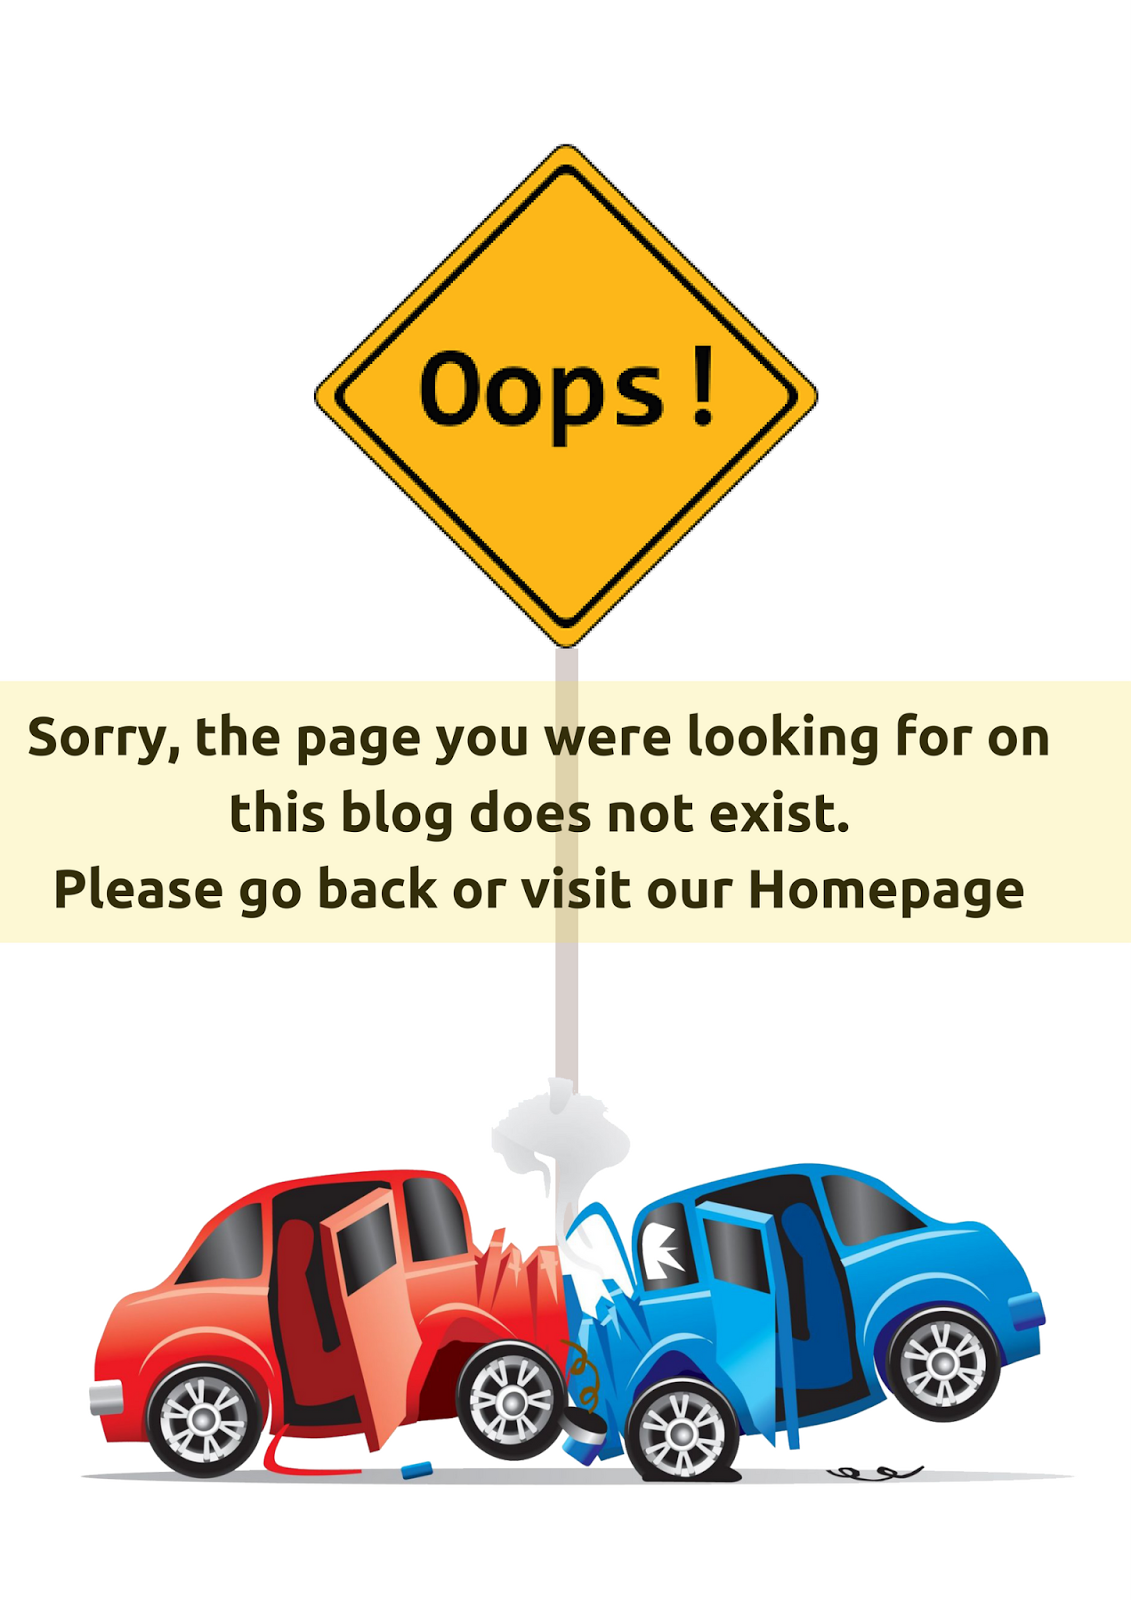 Oops!
Sorry, the page you were looking for on
this blog does not exist.
Please go back or visit our Homepage